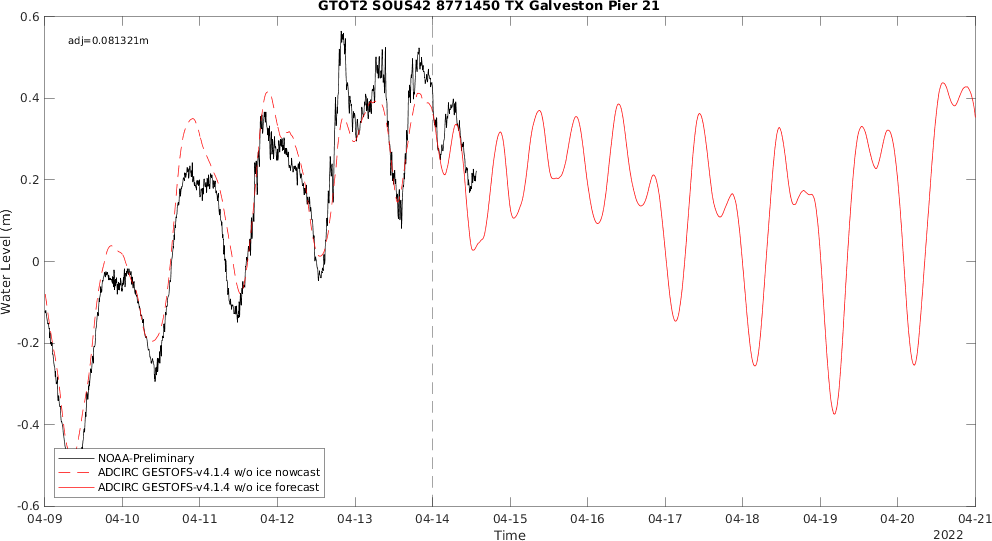 GTOT2 SOUS42 8771450 TX Galveston Pier 21
adj=0.081321m
0.6
0.4
0.2
0
-0.2
-0.4
-0.6
Water Level (m)
NOAA-Preliminary
ADCIRC GESTOFS-v4.1.4 w/o ice nowcast
ADCIRC GESTOFS-v4.1.4 w/o ice forecast
04-09 04-10 04-11 04-12 04-13 04-14 04-15 04-16 04-17 04-18 04-19 04-20 04-21
Time
2022